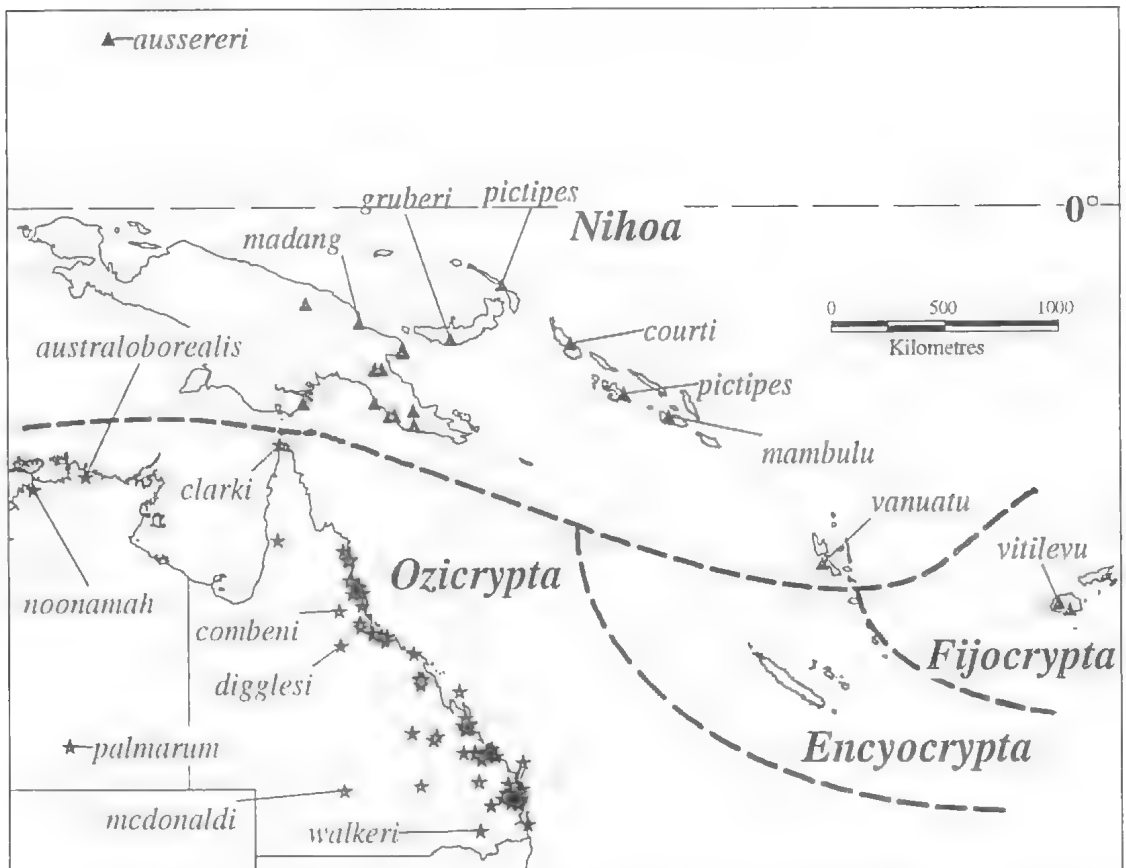 aussereri
0°
gruberi
pictipes
Nihoa
madang
0 500 1000
Kilometres
courti
australoborealis
pictipes
mambulu
clarki
vanuatu
vitilevu
Ozicrypta
noonamah
combeni
Fijocrypta
digglesi
Encyocrypta
palmarum
mcdonaldi
walkeri